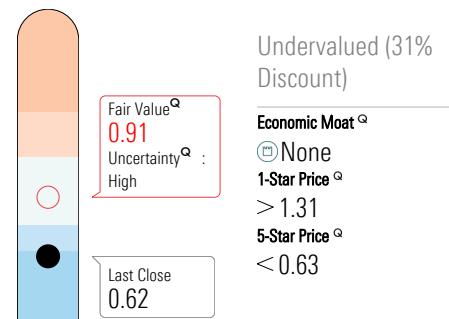 Fair Value Q
0.91
Uncertainty Q :
High
Last Close
0.62
Undervalued (31%
Discount)
Economic Moat Q
None
1-Star Price Q
> 1.31
5-Star Price Q
< 0.63